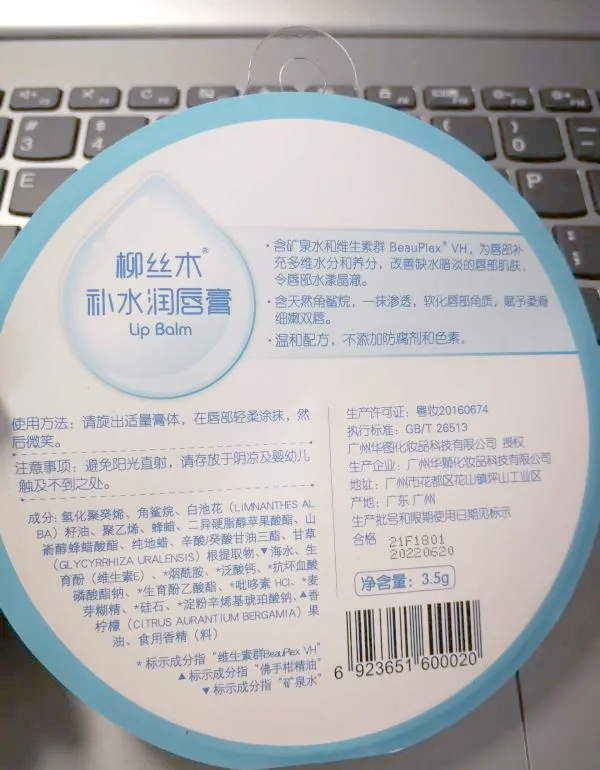 柳丝木®
补水润唇膏
Lip Balm
·含矿泉水和维生素群 BeauPlex® VH，为唇部补
充多维水分和养分，改善缺水暗淡的唇部肌肤，
令唇部水漾晶澈。
·含天然角鲨烷，一抹渗透，软化唇部角质，赋予柔滑
细嫩双唇。
·温和配方，不添加防腐剂和色素。
使用方法：请旋出适量膏体，在唇部轻柔涂抹，然
后微笑。
注意事项：避免阳光直射，请存放于阴凉及婴幼儿
触及不到之处。
成分：氢化聚癸烯、角鲨烷、白池花（LIMNANTHES AL
BA）籽油、聚乙烯、蜂蜡、二异硬脂醇苹果酸酯、山
嵛醇蜂蜡酸酯、纯地蜡、辛酸/癸酸甘油三酯、甘草
（GLYCYRRHIZA URALENSIS）根提取物、▼海水、生
育酚（维生素E）、*烟酰胺、*泛酸钙、*抗坏血酸
磷酸酯钠、*生育酚乙酸酯、*吡哆素 HCl、*麦
芽糊精、*硅石、*淀粉辛烯基琥珀酸钠、▲香
柠檬（CITRUS AURANTIUM BERGAMIA）果
油、食用香精（料）
*标示成分指“维生素群BeauPlex VH”
▲标示成分指“佛手柑精油”
▼标示成分指“矿泉水”
生产许可证：粤妆20160674
执行标准：GB/T 26513
广州华图化妆品科技有限公司 授权
生产企业：广州华狮化妆品科技有限公司
地址：广州市花都区花山镇坪山工业区
产地：广东 广州
生产批号和限期使用日期见标示
合格 21F1801
20220620
净含量：3.5g
6 923651 600020
# 3
$ 4
E
) 0
P